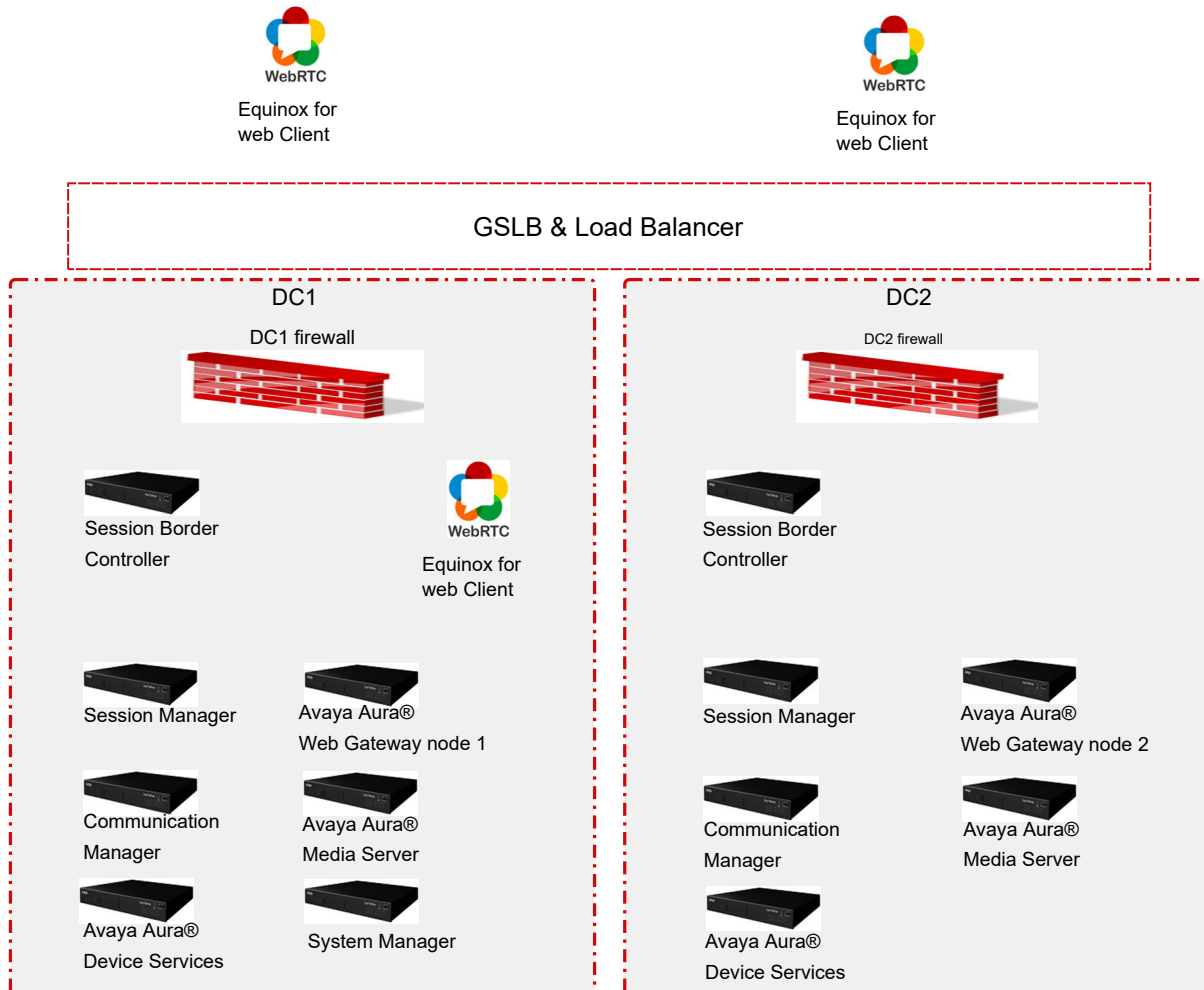 WebRTC
Equinox for
web Client
WebRTC
Equinox for
web Client
GSLB & Load Balancer
DC1
DC1 firewall
Session Border
Controller
WebRTC
Equinox for
web Client
Session Manager
Avaya Aura®
Web Gateway node 1
Communication
Manager
Avaya Aura®
Media Server
Avaya Aura®
Device Services
System Manager
DC2
DC2 firewall
Session Border
Controller
Session Manager
Avaya Aura®
Web Gateway node 2
Communication
Manager
Avaya Aura®
Media Server
Avaya Aura®
Device Services